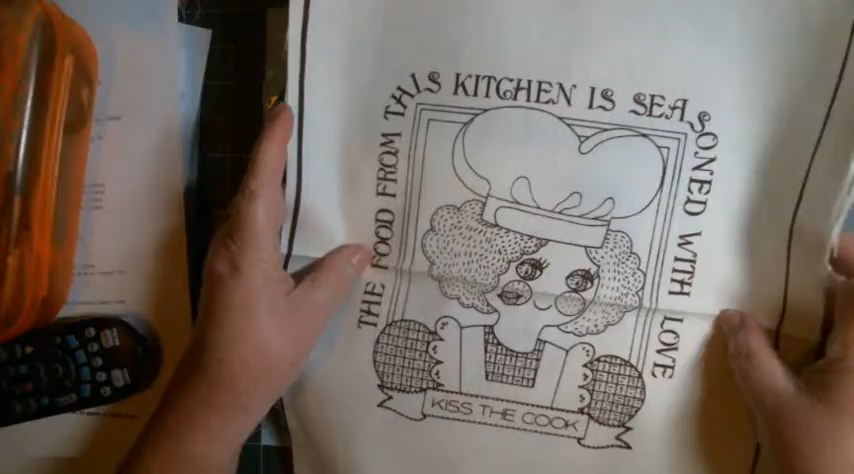 THE FOOD FROM THIS KITCHEN IS SEASONED WITH LOVE
KISS THE COOK